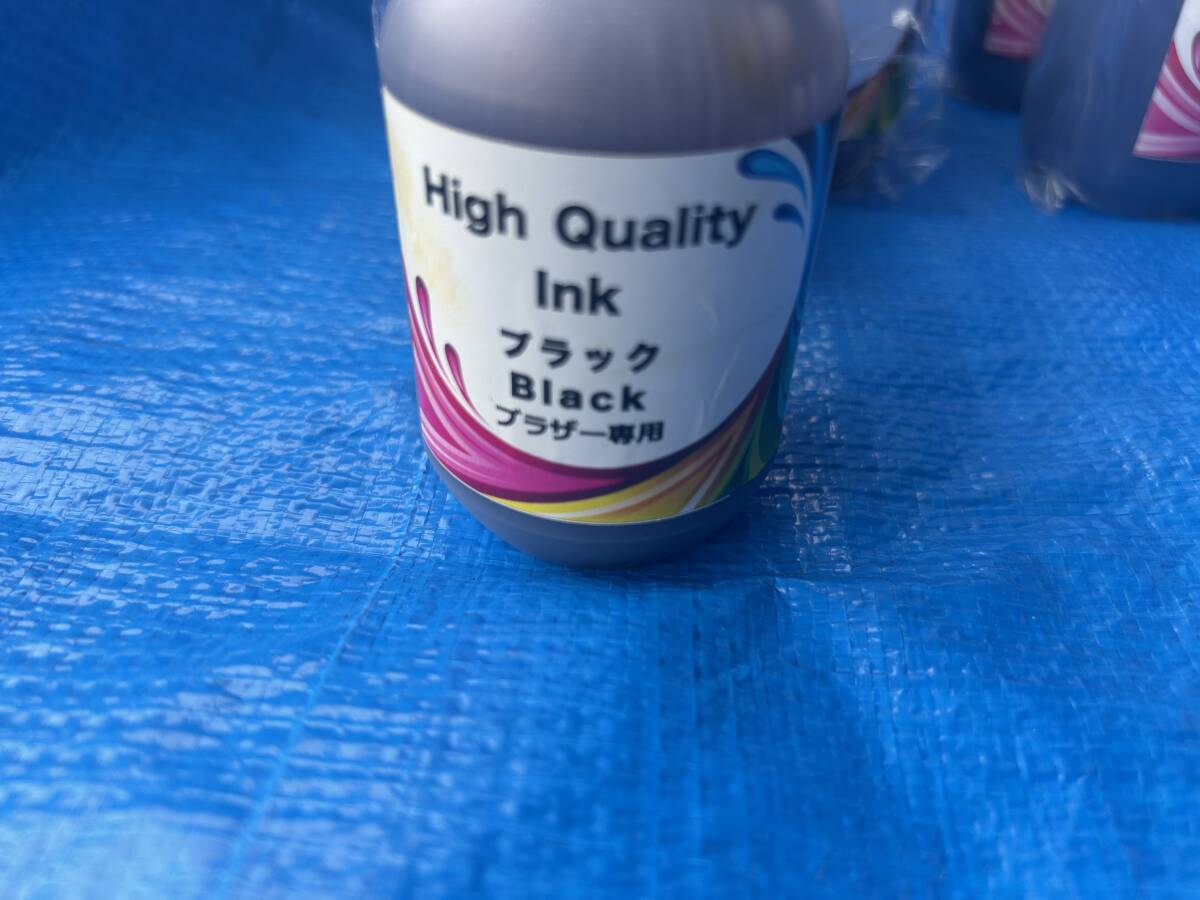 High Quality
Ink
ブラック
Black
ブラザー専用